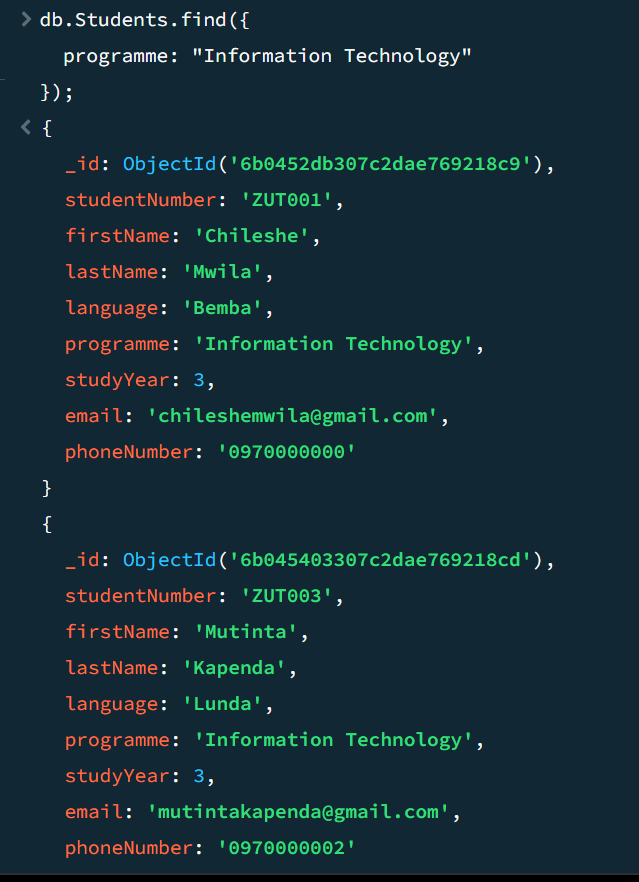 > db.Students.find({
programme: "Information Technology"
});
< {
_id: ObjectId('6b0452db307c2dae769218c9'),
studentNumber: 'ZUT001',
firstName: 'Chileshe',
lastName: 'Mwila',
language: 'Bemba',
programme: 'Information Technology',
studyYear: 3,
email: 'chileshemwila@gmail.com',
phoneNumber: '0970000000'
}
{
_id: ObjectId('6b045403307c2dae769218cd'),
studentNumber: 'ZUT003',
firstName: 'Mutinta',
lastName: 'Kapenda',
language: 'Lunda',
programme: 'Information Technology',
studyYear: 3,
email: 'mutintakapenda@gmail.com',
phoneNumber: '0970000002'